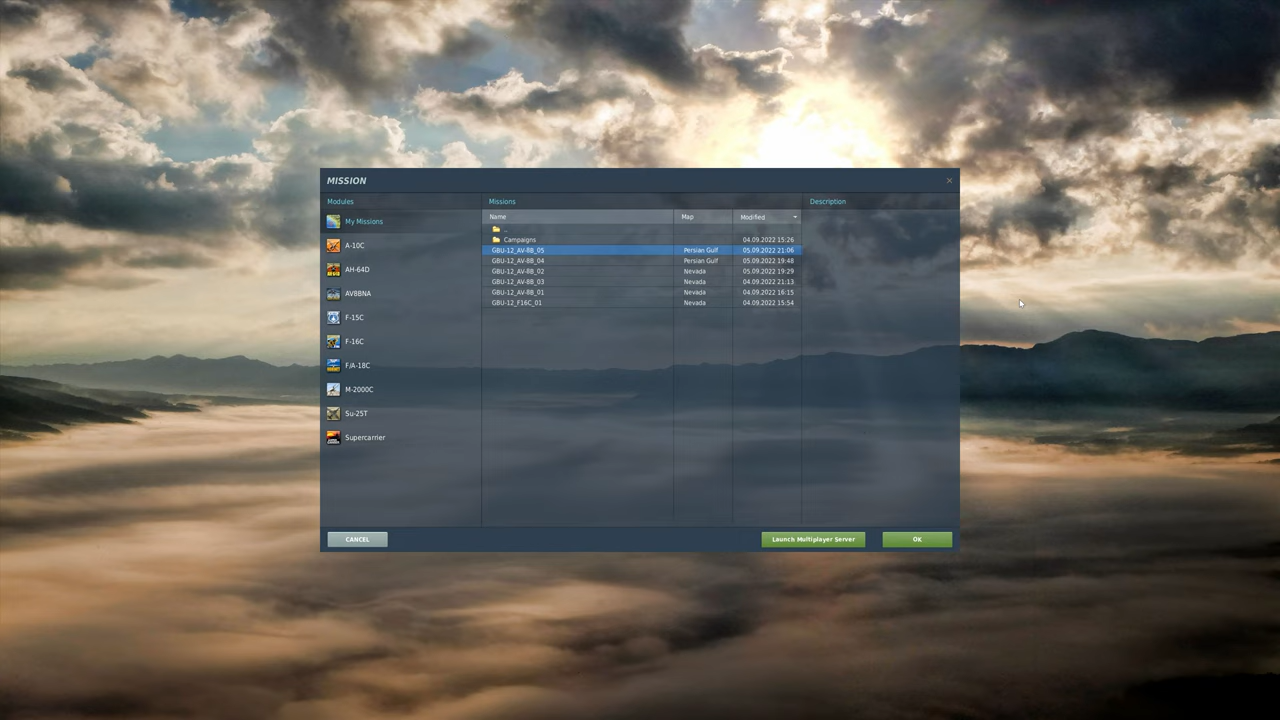 MISSION
Modules
Missions
Description
My Missions
A-10C
AH-64D
AV8BNA
F-15C
F-16C
F/A-18C
M-2000C
Su-25T
Supercarrier
Name Map Modified
..
Campaigns 04.09.2022 15:26
GBU-12_AV-8B_05 Persian Gulf 05.09.2022 21:06
GBU-12_AV-8B_04 Persian Gulf 05.09.2022 19:48
GBU-12_AV-8B_02 Nevada 05.09.2022 19:29
GBU-12_AV-8B_03 Nevada 04.09.2022 21:13
GBU-12_AV-8B_01 Nevada 04.09.2022 16:15
GBU-12_F16C_01 Nevada 04.09.2022 15:54
CANCEL
Launch Multiplayer Server
OK